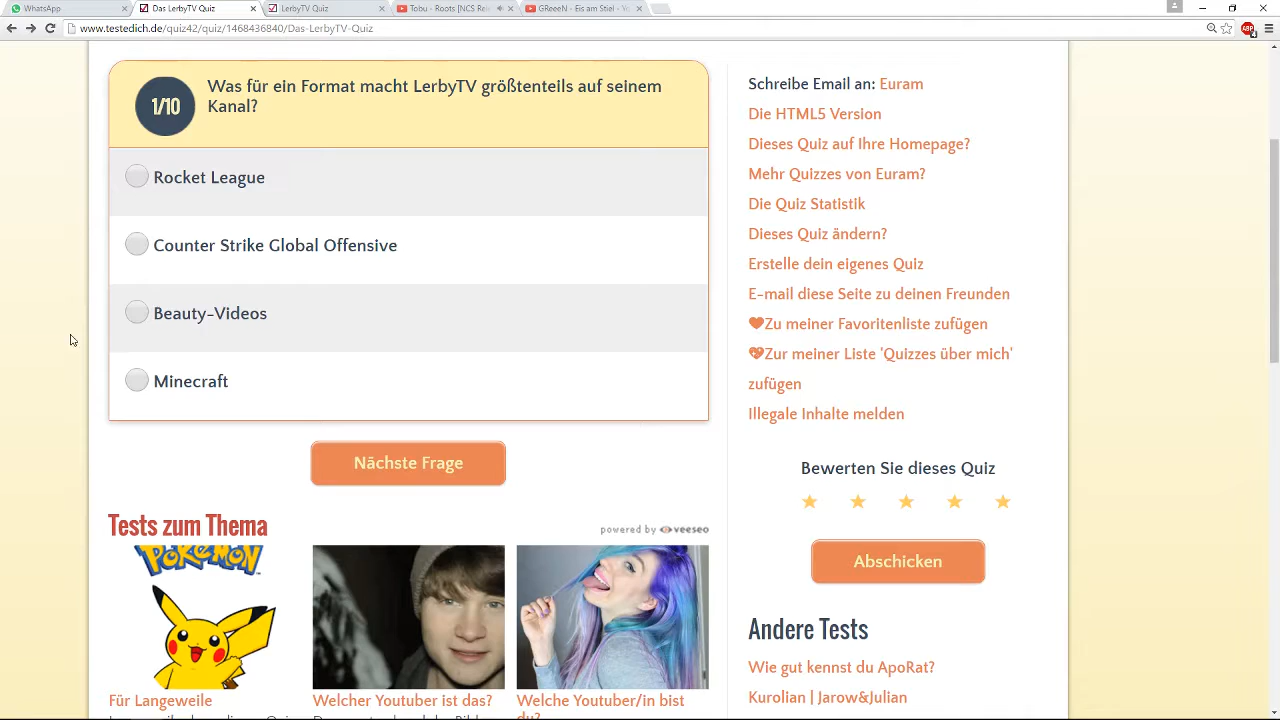 WhatsApp
Das LerbyTV Quiz
LerbyTV Quiz
Tobu - Roots [NCS Rel
GReeeN - Eis am Stiel - Yo
www.testedich.de/quiz42/quiz/1468436840/Das-LerbyTV-Quiz
1/10
Was für ein Format macht LerbyTV größtenteils auf seinem
Kanal?
Rocket League
Counter Strike Global Offensive
Beauty-Videos
Minecraft
Nächste Frage
Tests zum Thema
powered by veeseo
POKéMON
Für Langeweile
Welcher Youtuber ist das?
Welche Youtuber/in bist
du?
Schreibe Email an: Euram
Die HTML5 Version
Dieses Quiz auf Ihre Homepage?
Mehr Quizzes von Euram?
Die Quiz Statistik
Dieses Quiz ändern?
Erstelle dein eigenes Quiz
E-mail diese Seite zu deinen Freunden
Zu meiner Favoritenliste zufügen
Zur meiner Liste 'Quizzes über mich'
zufügen
Illegale Inhalte melden
Bewerten Sie dieses Quiz
Abschicken
Andere Tests
Wie gut kennst du ApoRat?
Kurolian | Jarow&Julian